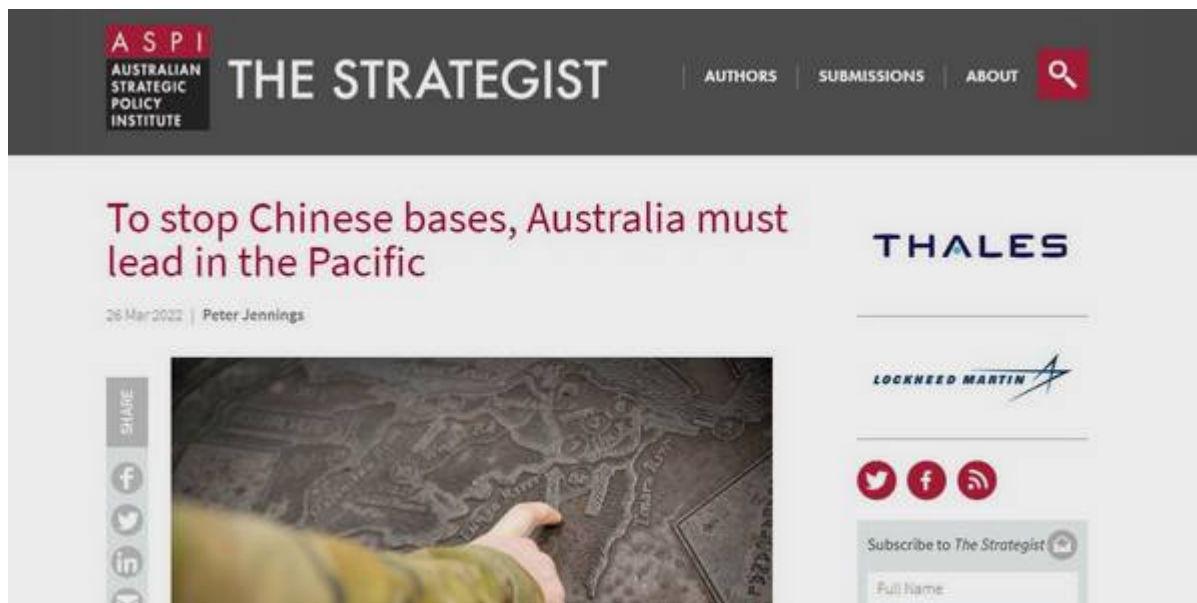 ASPI
AUSTRALIAN
STRATEGIC
POLICY
INSTITUTE
THE STRATEGIST
AUTHORS
SUBMISSIONS
ABOUT
To stop Chinese bases, Australia must
lead in the Pacific
26 Mar 2022 | Peter Jennings
SHARE
THALES
LOCKHEED MARTIN
Subscribe to The Strategist
Full Name